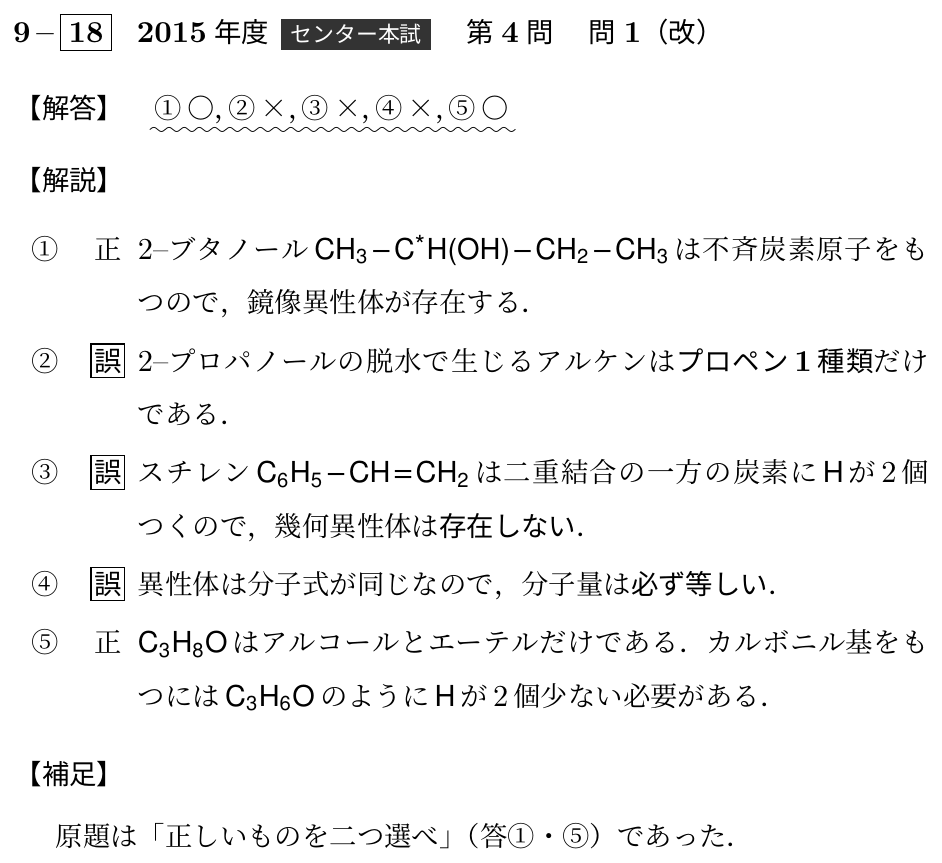 9－18 2015 年度 センター本試 第 4 問 問 1（改）
【解答】 ① ○, ② ×, ③ ×, ④ ×, ⑤ ○
【解説】
① 正 2–ブタノール CH₃－C*H(OH)－CH₂－CH₃ は不斉炭素原子をも
つので，鏡像異性体が存在する．
② 誤 2–プロパノールの脱水で生じるアルケンはプロペン 1 種類だけ
である．
③ 誤 スチレン C₆H₅－CH＝CH₂ は二重結合の一方の炭素に H が 2 個
つくので，幾何異性体は存在しない．
④ 誤 異性体は分子式が同じなので，分子量は必ず等しい．
⑤ 正 C₃H₈O はアルコールとエーテルだけである．カルボニル基をも
つには C₃H₆O のように H が 2 個少ない必要がある．
【補足】
原題は「正しいものを二つ選べ」（答①・⑤）であった．